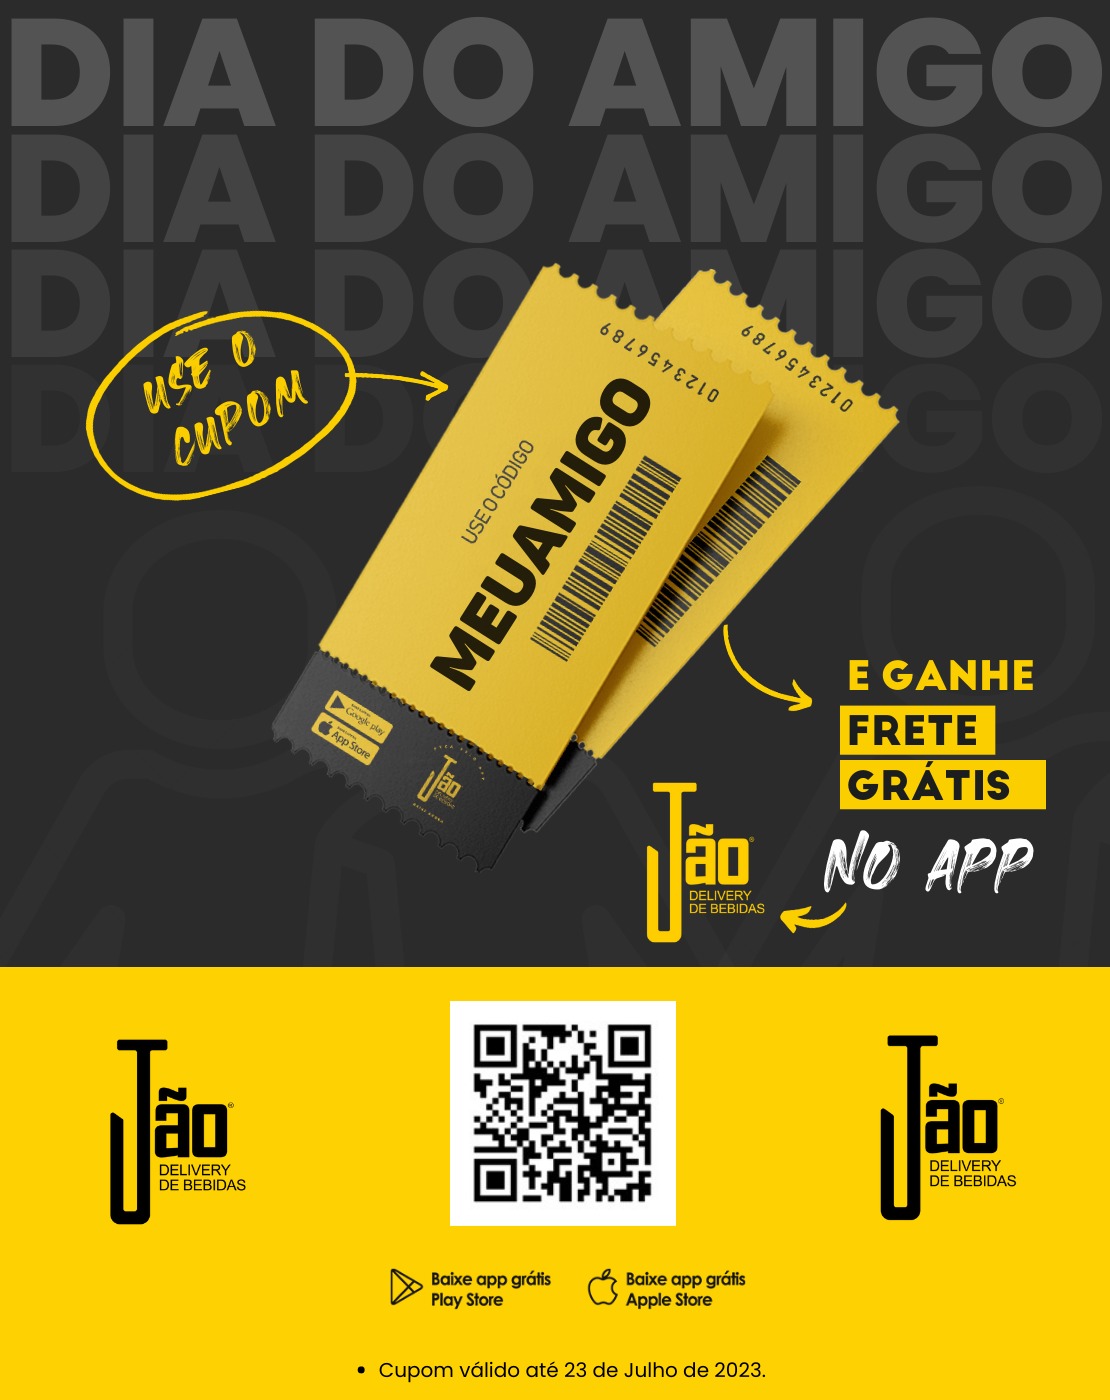 DIA DO AMIGO
DIA DO AMIGO
DIA DO AMIGO
DIA DO AMIGO
USE O
CUPOM
0123456789
0123456789
USE O CÓDIGO
MEUAMIGO
Google play
App Store
Jão
E GANHE
FRETE
GRÁTIS
NO APP
Jão®
DELIVERY
DE BEBIDAS
Jão®
DELIVERY
DE BEBIDAS
Jão®
DELIVERY
DE BEBIDAS
Baixe app grátis
Play Store
Baixe app grátis
Apple Store
• Cupom válido até 23 de Julho de 2023.